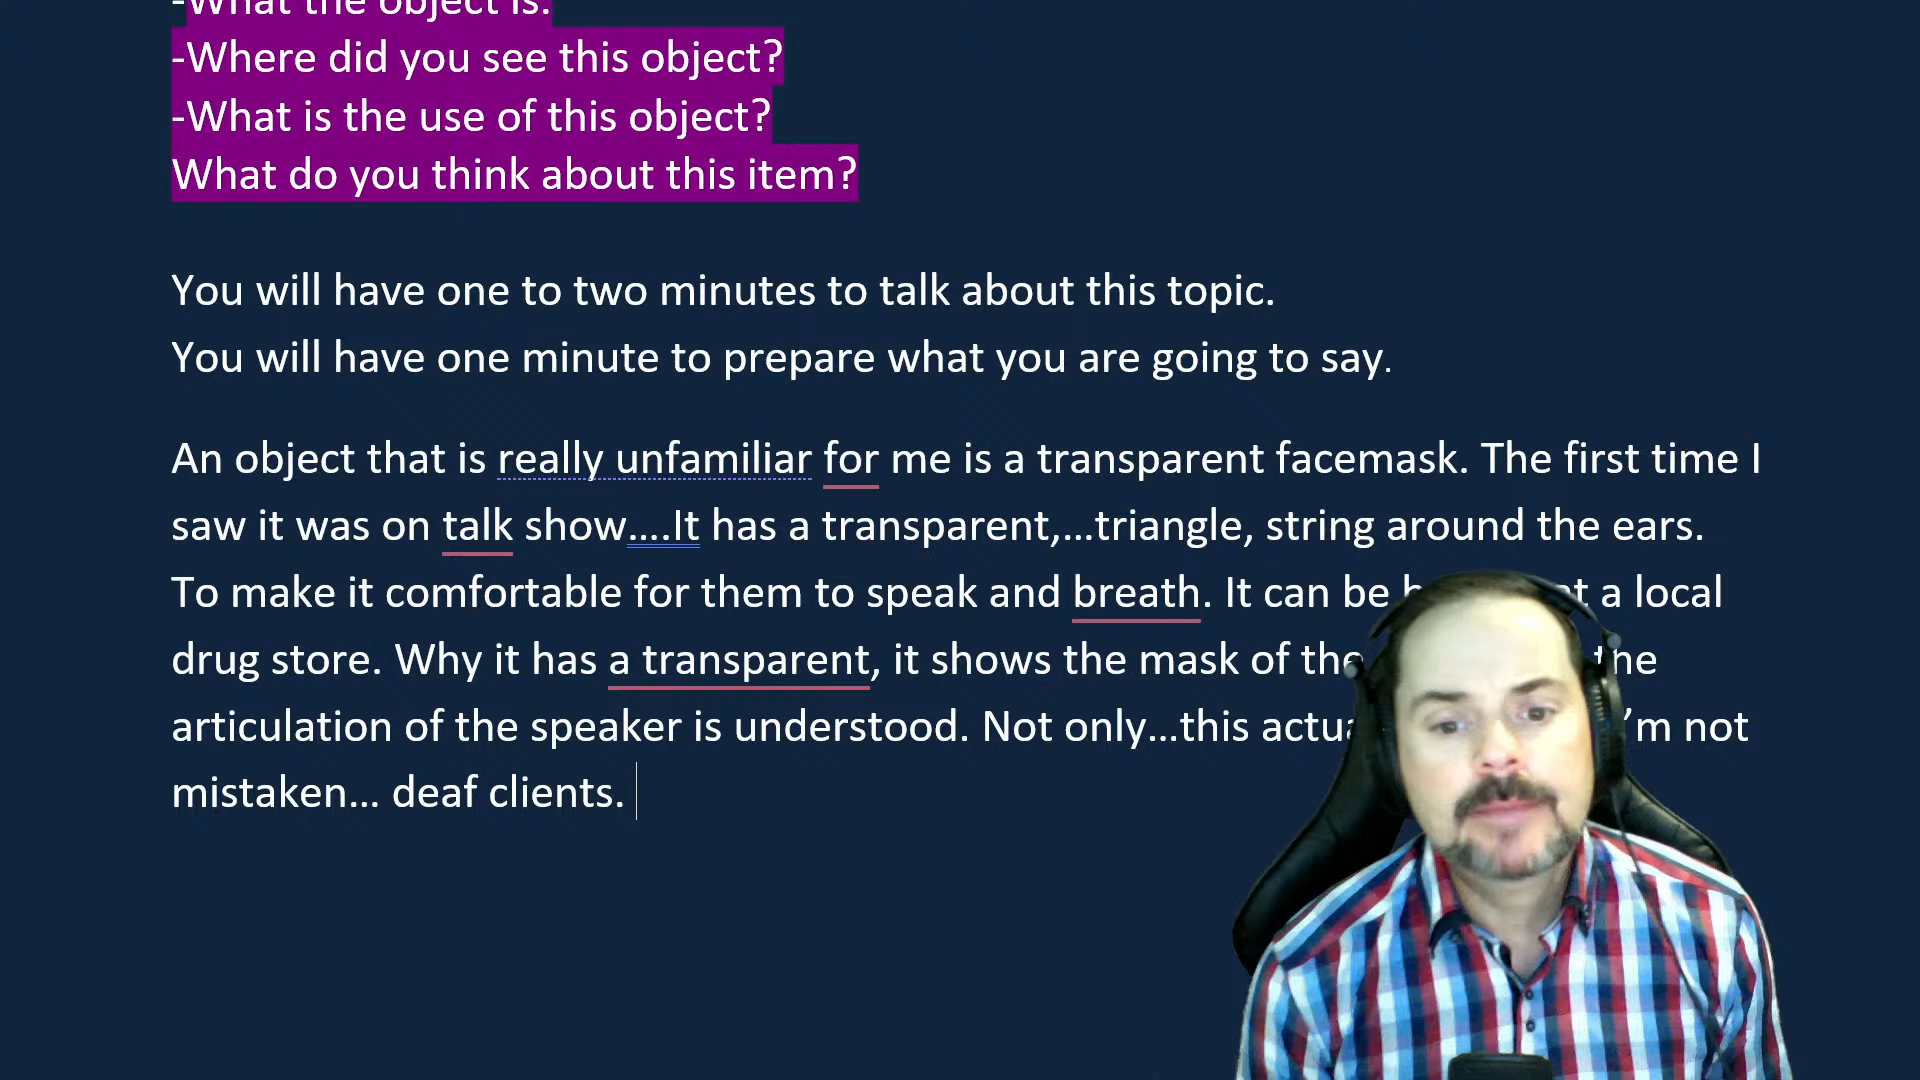 -What the object is.
-Where did you see this object?
-What is the use of this object?
What do you think about this item?
You will have one to two minutes to talk about this topic.
You will have one minute to prepare what you are going to say.
An object that is really unfamiliar for me is a transparent facemask. The first time I
saw it was on talk show....It has a transparent,...triangle, string around the ears.
To make it comfortable for them to speak and breath. It can be a local
drug store. Why it has a transparent, it shows the mask of the the
articulation of the speaker is understood. Not only...this I'm not
mistaken... deaf clients.